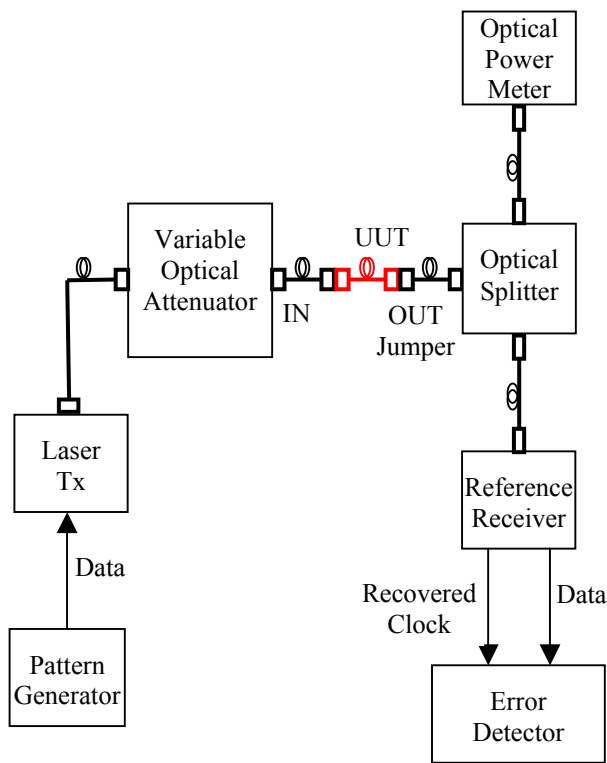 Optical
Power
Meter
Variable
Optical
Attenuator
IN
UUT
OUT
Jumper
Optical
Splitter
Laser
Tx
Reference
Receiver
Data
Recovered
Clock
Data
Pattern
Generator
Error
Detector